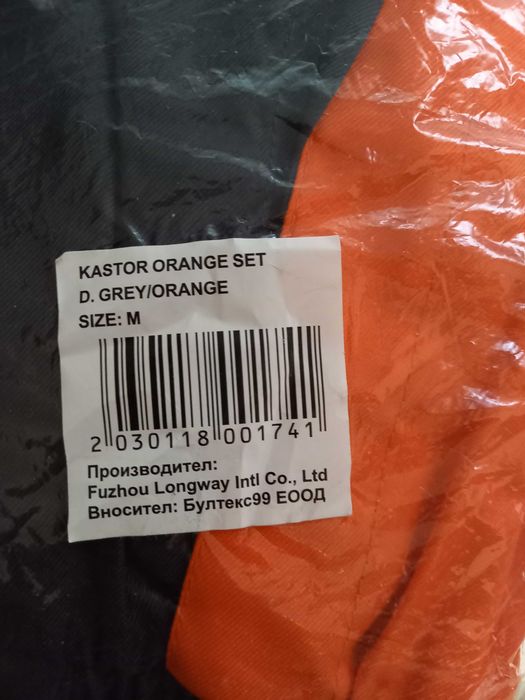 KASTOR ORANGE SET
D. GREY/ORANGE
SIZE: M
2 030118 001741
Производител:
Fuzhou Longway Intl Co., Ltd
Вносител: Бултекс99 ЕООД